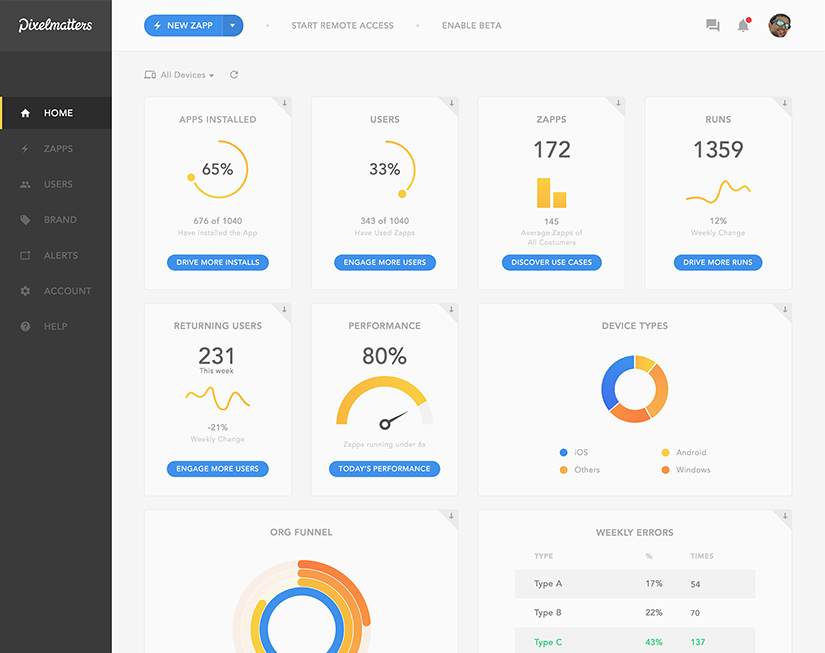 Pixelmatters
NEW ZAPP
START REMOTE ACCESS
ENABLE BETA
All Devices
HOME
ZAPPS
USERS
BRAND
ALERTS
ACCOUNT
HELP
APPS INSTALLED
65%
676 of 1040
Have Installed the App
DRIVE MORE INSTALLS
USERS
33%
343 of 1040
Have Used Zapps
ENGAGE MORE USERS
ZAPPS
172
145
Average Zapps of
All Costumers
DISCOVER USE CASES
RUNS
1359
12%
Weekly Change
DRIVE MORE RUNS
RETURNING USERS
231
This week
-21%
Weekly Change
ENGAGE MORE USERS
PERFORMANCE
80%
Zapps running under 6s
TODAY'S PERFORMANCE
DEVICE TYPES
iOS
Android
Others
Windows
ORG FUNNEL
WEEKLY ERRORS
TYPE % TIMES
Type A 17% 54
Type B 22% 70
Type C 43% 137